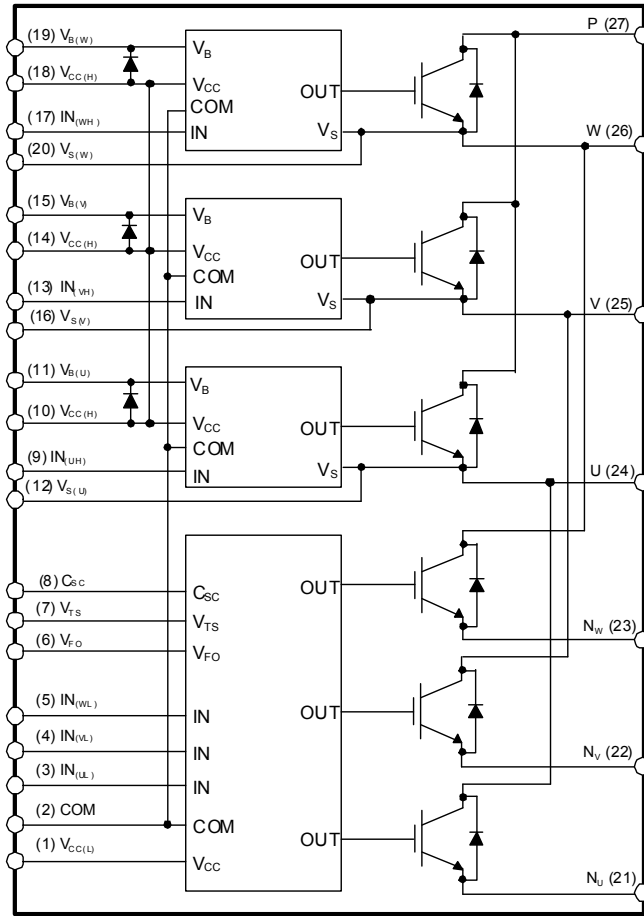 (19) VB(W)
(18) VCC(H)
(17) IN(WH)
(20) VS(W)
VB
VCC
COM
IN
OUT
VS
P (27)
W (26)
(15) VB(V)
(14) VCC(H)
(13) IN(VH)
(16) VS(V)
VB
VCC
COM
IN
OUT
VS
V (25)
(11) VB(U)
(10) VCC(H)
(9) IN(UH)
(12) VS(U)
VB
VCC
COM
IN
OUT
VS
U (24)
(8) CSC
(7) VTS
(6) VFO
(5) IN(WL)
(4) IN(VL)
(3) IN(UL)
(2) COM
(1) VCC(L)
CSC
VTS
VFO
IN
IN
IN
COM
VCC
OUT
OUT
OUT
NW (23)
NV (22)
NU (21)